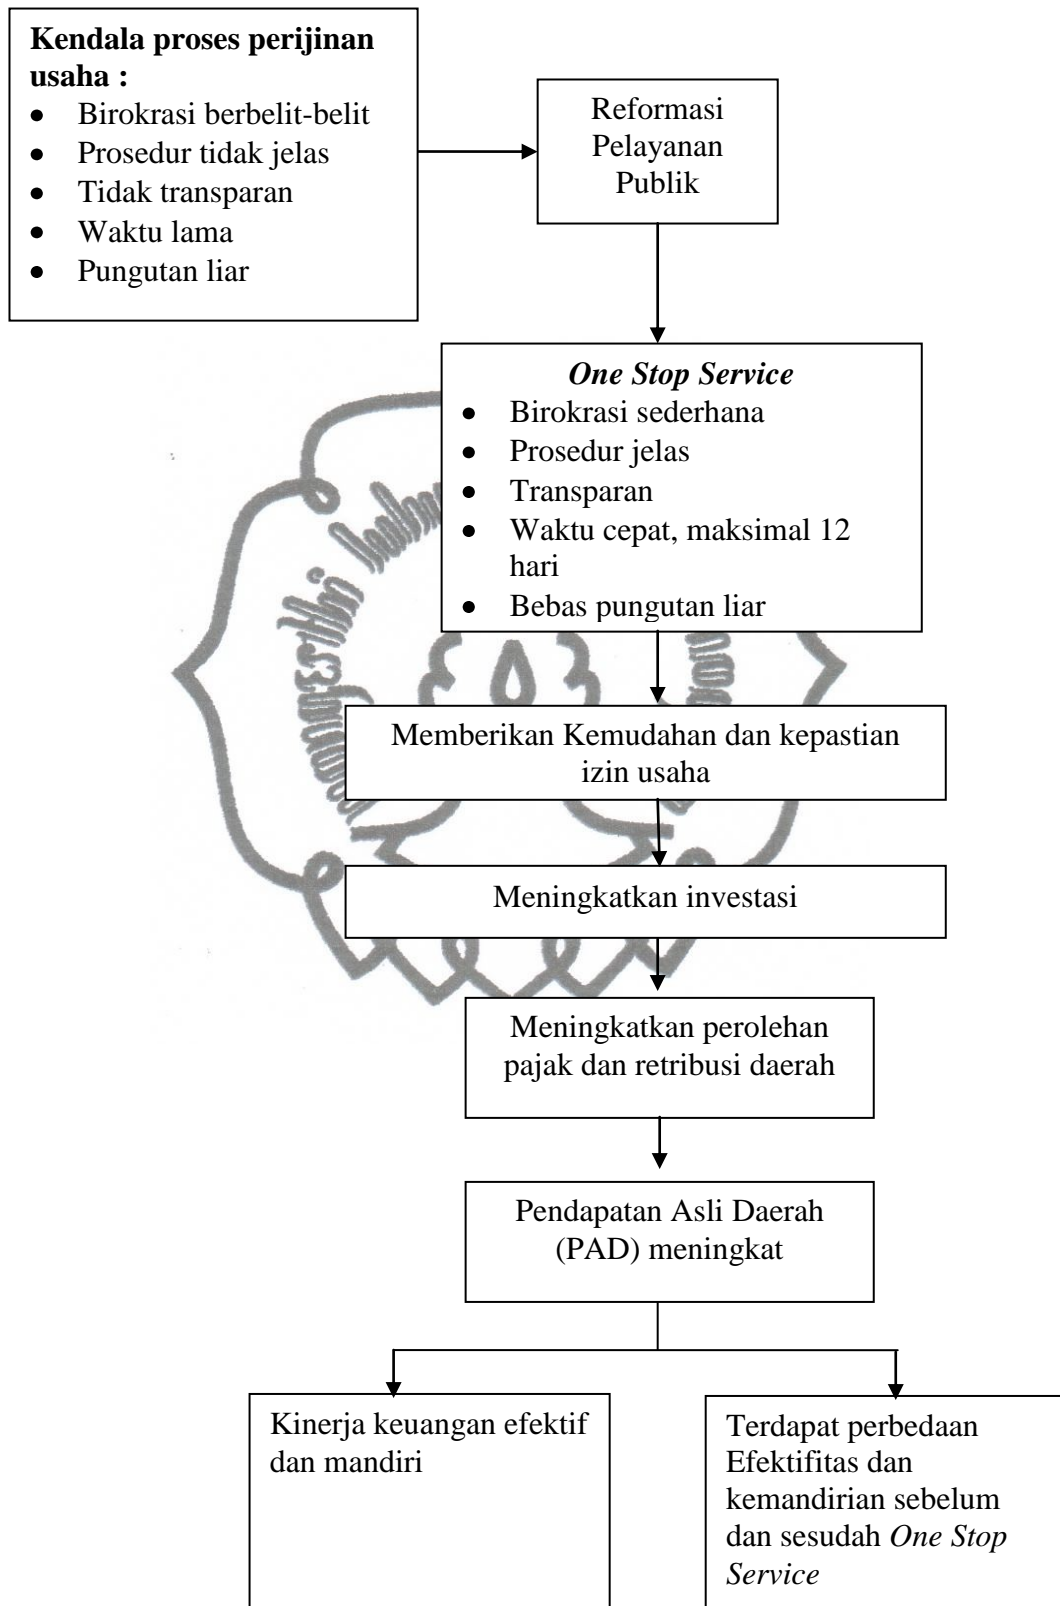 Kendala proses perijinan
usaha :
• Birokrasi berbelit-belit
• Prosedur tidak jelas
• Tidak transparan
• Waktu lama
• Pungutan liar
Reformasi
Pelayanan
Publik
One Stop Service
• Birokrasi sederhana
• Prosedur jelas
• Transparan
• Waktu cepat, maksimal 12
hari
• Bebas pungutan liar
Memberikan Kemudahan dan kepastian
izin usaha
Meningkatkan investasi
Meningkatkan perolehan
pajak dan retribusi daerah
Pendapatan Asli Daerah
(PAD) meningkat
Kinerja keuangan efektif
dan mandiri
Terdapat perbedaan
Efektifitas dan
kemandirian sebelum
dan sesudah One Stop
Service